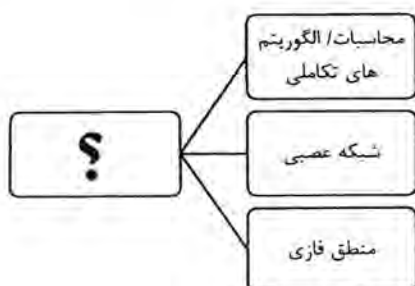 محاسبات/ الگوریتم
های تکاملی
؟
شبکه عصبی
منطق فازی